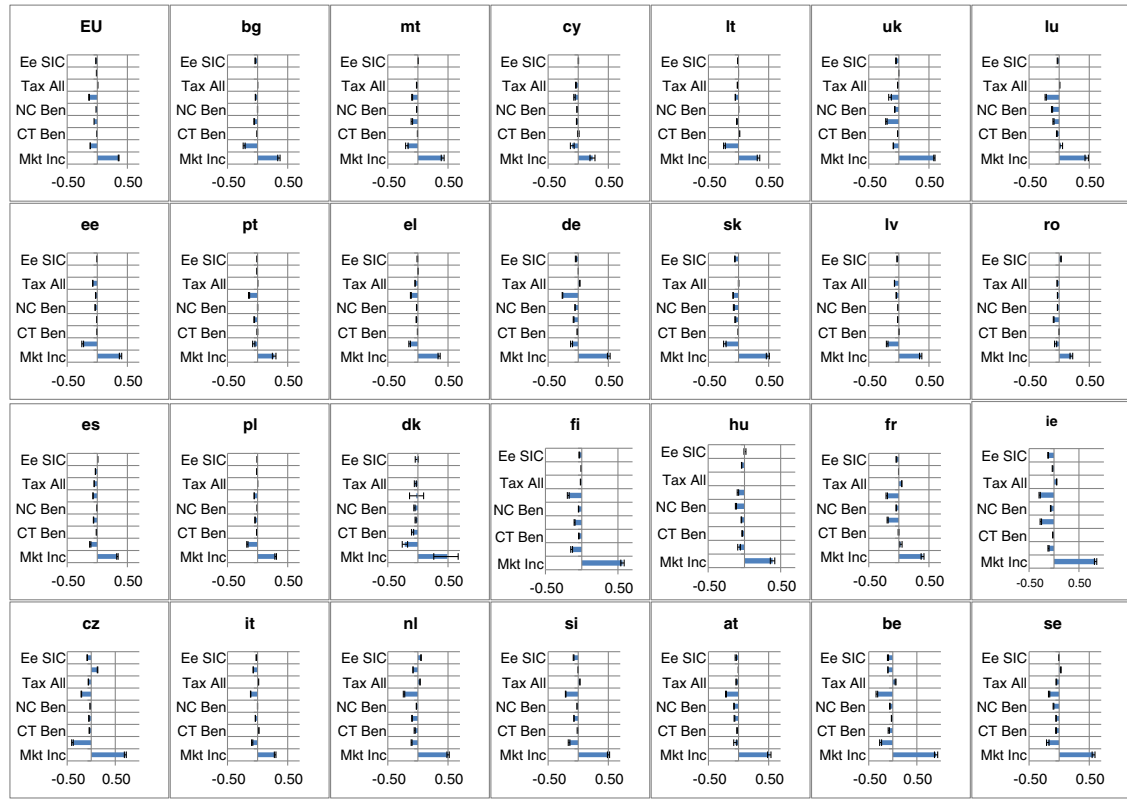 EU bg mt cy lt uk lu
Ee SIC Ee SIC Ee SIC Ee SIC Ee SIC Ee SIC Ee SIC
Tax All Tax All Tax All Tax All Tax All Tax All Tax All
NC Ben NC Ben NC Ben NC Ben NC Ben NC Ben NC Ben
CT Ben CT Ben CT Ben CT Ben CT Ben CT Ben CT Ben
Mkt Inc Mkt Inc Mkt Inc Mkt Inc Mkt Inc Mkt Inc Mkt Inc
-0.50 0.50 -0.50 0.50 -0.50 0.50 -0.50 0.50 -0.50 0.50 -0.50 0.50 -0.50 0.50
ee pt el de sk lv ro
Ee SIC Ee SIC Ee SIC Ee SIC Ee SIC Ee SIC Ee SIC
Tax All Tax All Tax All Tax All Tax All Tax All Tax All
NC Ben NC Ben NC Ben NC Ben NC Ben NC Ben NC Ben
CT Ben CT Ben CT Ben CT Ben CT Ben CT Ben CT Ben
Mkt Inc Mkt Inc Mkt Inc Mkt Inc Mkt Inc Mkt Inc Mkt Inc
-0.50 0.50 -0.50 0.50 -0.50 0.50 -0.50 0.50 -0.50 0.50 -0.50 0.50 -0.50 0.50
es pl dk fi hu fr ie
Ee SIC Ee SIC Ee SIC Ee SIC Ee SIC Ee SIC Ee SIC
Tax All Tax All Tax All Tax All Tax All Tax All Tax All
NC Ben NC Ben NC Ben NC Ben NC Ben NC Ben NC Ben
CT Ben CT Ben CT Ben CT Ben CT Ben CT Ben CT Ben
Mkt Inc Mkt Inc Mkt Inc Mkt Inc Mkt Inc Mkt Inc Mkt Inc
-0.50 0.50 -0.50 0.50 -0.50 0.50 -0.50 0.50 -0.50 0.50 -0.50 0.50 -0.50 0.50
cz it nl si at be se
Ee SIC Ee SIC Ee SIC Ee SIC Ee SIC Ee SIC Ee SIC
Tax All Tax All Tax All Tax All Tax All Tax All Tax All
NC Ben NC Ben NC Ben NC Ben NC Ben NC Ben NC Ben
CT Ben CT Ben CT Ben CT Ben CT Ben CT Ben CT Ben
Mkt Inc Mkt Inc Mkt Inc Mkt Inc Mkt Inc Mkt Inc Mkt Inc
-0.50 0.50 -0.50 0.50 -0.50 0.50 -0.50 0.50 -0.50 0.50 -0.50 0.50 -0.50 0.50